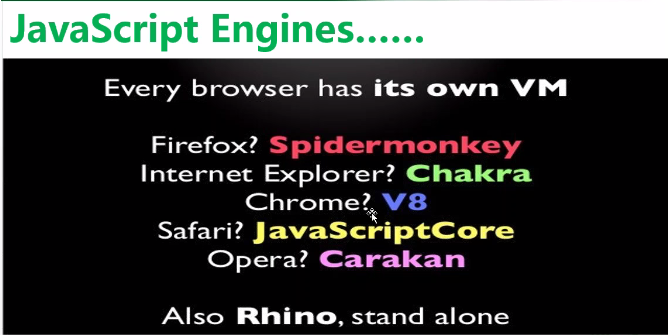 JavaScript Engines......
Every browser has its own VM
Firefox? Spidermonkey
Internet Explorer? Chakra
Chrome? V8
Safari? JavaScriptCore
Opera? Carakan
Also Rhino, stand alone